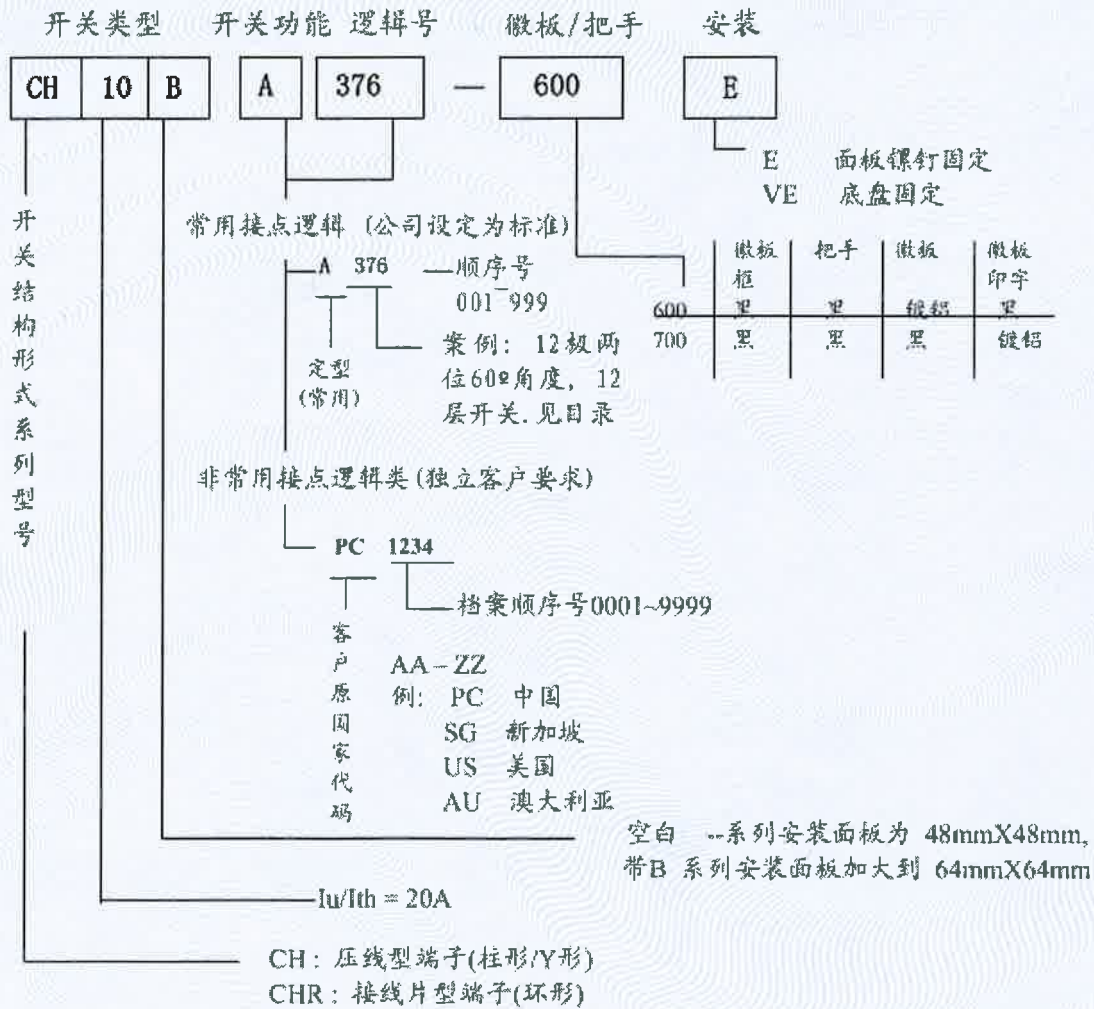 开关类型 开关功能 逻辑号 徽板/把手 安装
CH 10 B A 376 — 600 E
E 面板镙钉固定
VE 底盘固定
开关结构形式系列型号
常用接点逻辑 (公司设定为标准)
A 376 顺序号
001~999
定型
(常用)
案例: 12极两
位60º角度, 12
层开关.见目录
徽板框 把手 徽板 徽板印字
600 黑 黑 镀铝 黑
700 黑 黑 黑 镀铝
非常用接点逻辑类(独立客户要求)
PC 1234
档案顺序号0001~9999
客户原国家代码
AA–ZZ
例: PC 中国
SG 新加坡
US 美国
AU 澳大利亚
空白 --系列安装面板为 48mmX48mm,
带B 系列安装面板加大到 64mmX64mm
Iu/Ith = 20A
CH: 压线型端子(柱形/Y形)
CHR: 接线片型端子(环形)